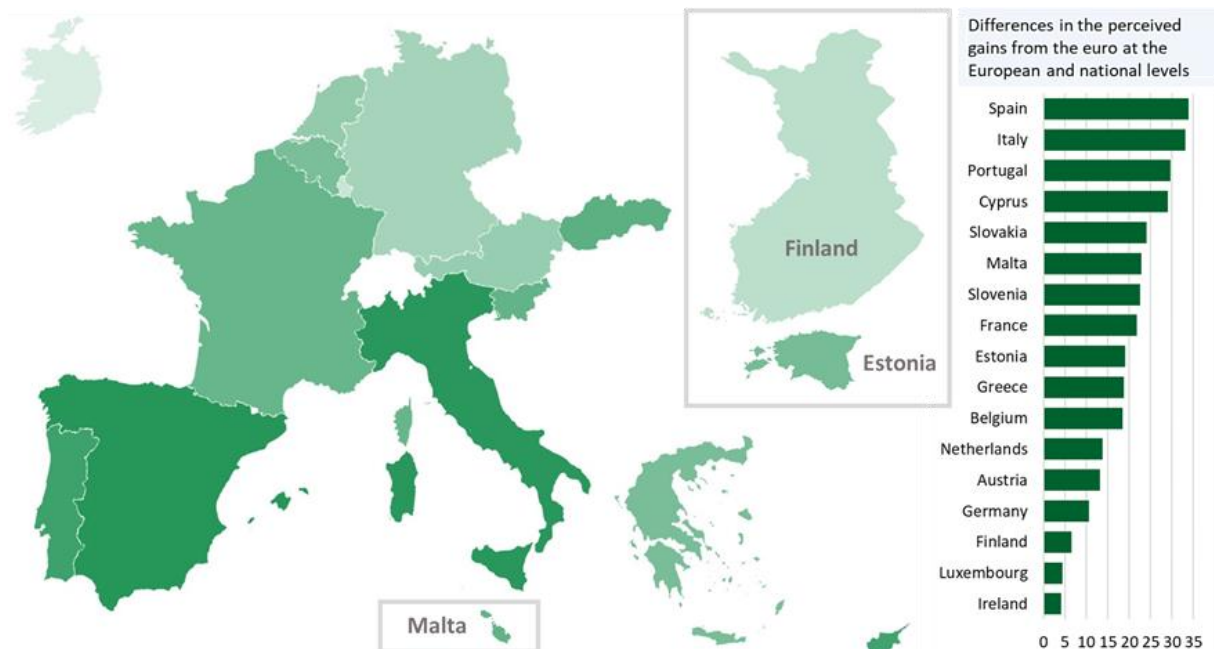 Differences in the perceived
gains from the euro at the
European and national levels
Finland
Estonia
Malta
Spain
Italy
Portugal
Cyprus
Slovakia
Malta
Slovenia
France
Estonia
Greece
Belgium
Netherlands
Austria
Germany
Finland
Luxembourg
Ireland
0 5 10 15 20 25 30 35